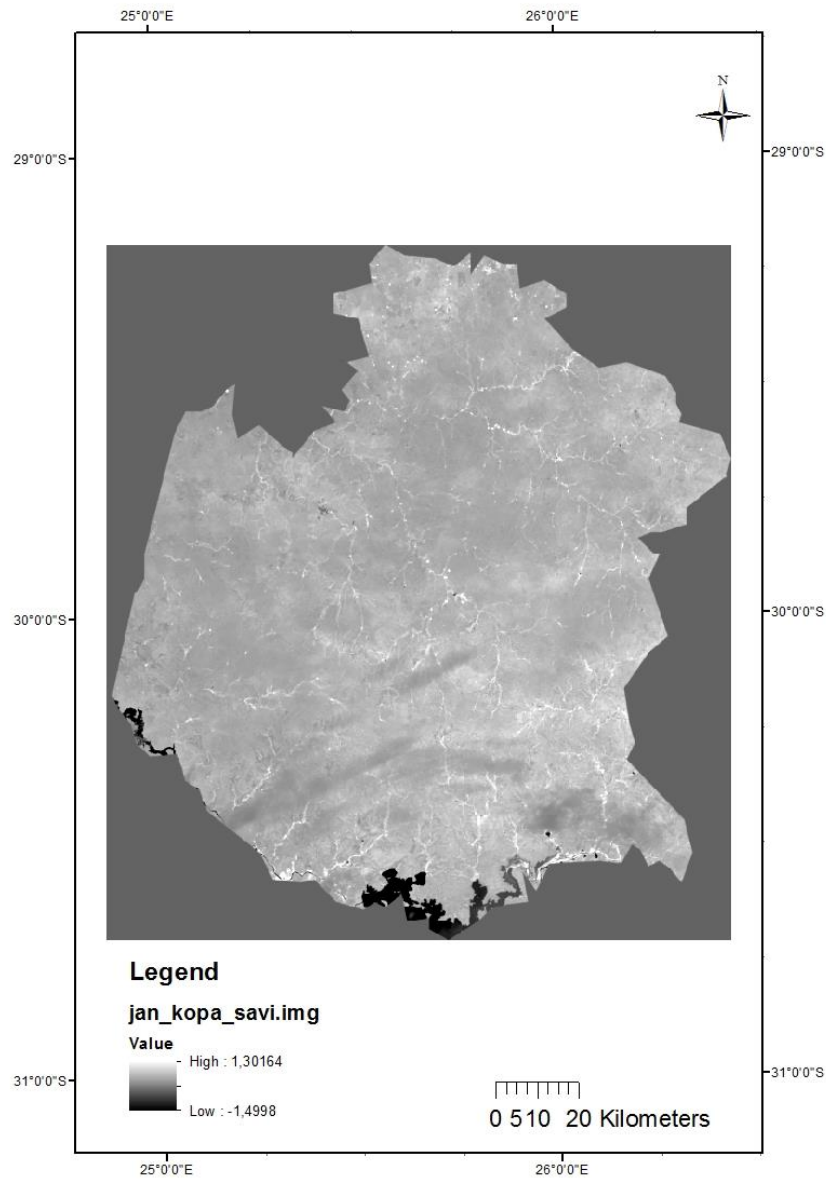 25°0'0"E 26°0'0"E
N
29°0'0"S 29°0'0"S
30°0'0"S 30°0'0"S
Legend
jan_kopa_savi.img
Value
High : 1,30164
Low : -1,4998
31°0'0"S 31°0'0"S
0 5 10 20 Kilometers
25°0'0"E 26°0'0"E